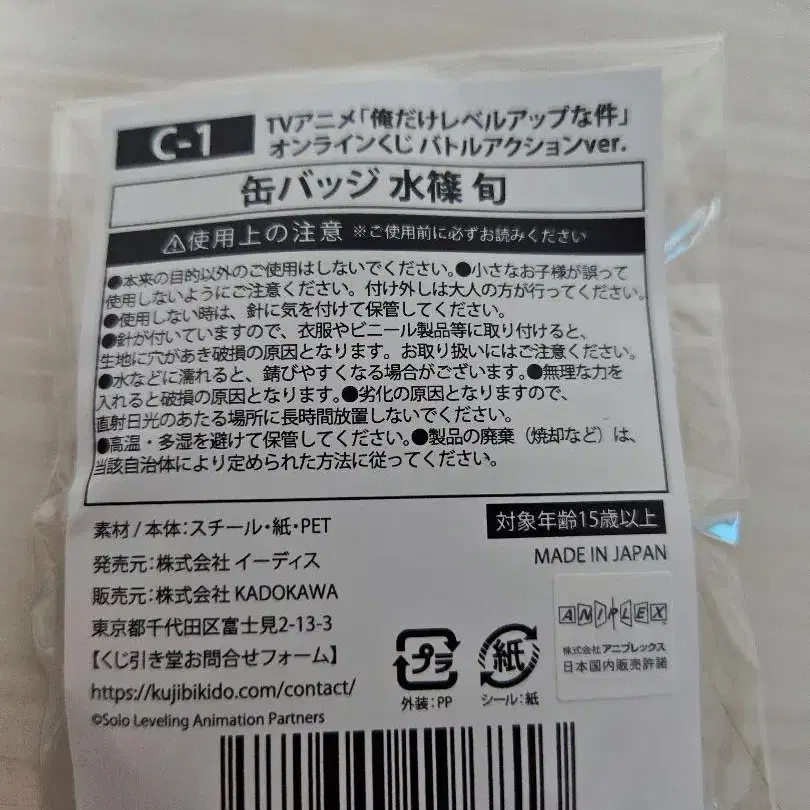 C-1
TVアニメ「俺だけレベルアップな件」
オンラインくじ バトルアクションver.
缶バッジ 水篠 旬
⚠使用上の注意 ※ご使用前に必ずお読みください
●本来の目的以外のご使用はしないでください。●小さなお子様が誤って
使用しないようにご注意ください。付け外しは大人の方が行ってください。
●使用しない時は、針に気を付けて保管してください。
●針が付いていますので、衣服やビニール製品等に取り付けると、
生地に穴があき破損の原因となります。お取り扱いにはご注意ください。
●水などに濡れると、錆びやすくなる場合がございます。●無理な力を
入れると破損の原因となります。●劣化の原因となりますので、
直射日光のあたる場所に長時間放置しないでください。
●高温・多湿を避けて保管してください。●製品の廃棄（焼却など）は、
当該自治体により定められた方法に従ってください。
素材/本体:スチール・紙・PET
対象年齢15歳以上
発売元:株式会社 イーディス
MADE IN JAPAN
販売元:株式会社 KADOKAWA
東京都千代田区富士見2-13-3
【くじ引き堂お問合せフォーム】
https://kujibikido.com/contact/
©Solo Leveling Animation Partners
プラ
外装:PP
紙
シール:紙
ANIPLEX
株式会社 アニプレックス
日本国内販売許諾